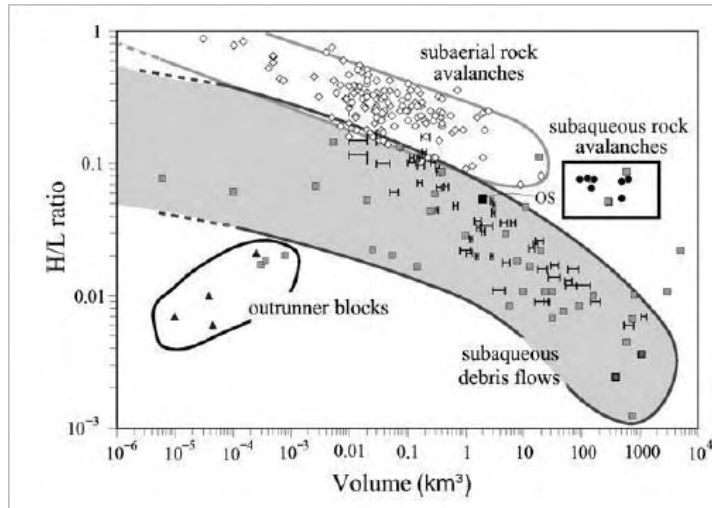 1
0.1
0.01
10⁻³
H/L ratio
subaerial rock
avalanches
subaqueous rock
avalanches
OS
outrunner blocks
subaqueous
debris flows
10⁻⁶ 10⁻⁵ 10⁻⁴ 10⁻³ 0.01 0.1 1 10 100 1000 10⁴
Volume (km³)